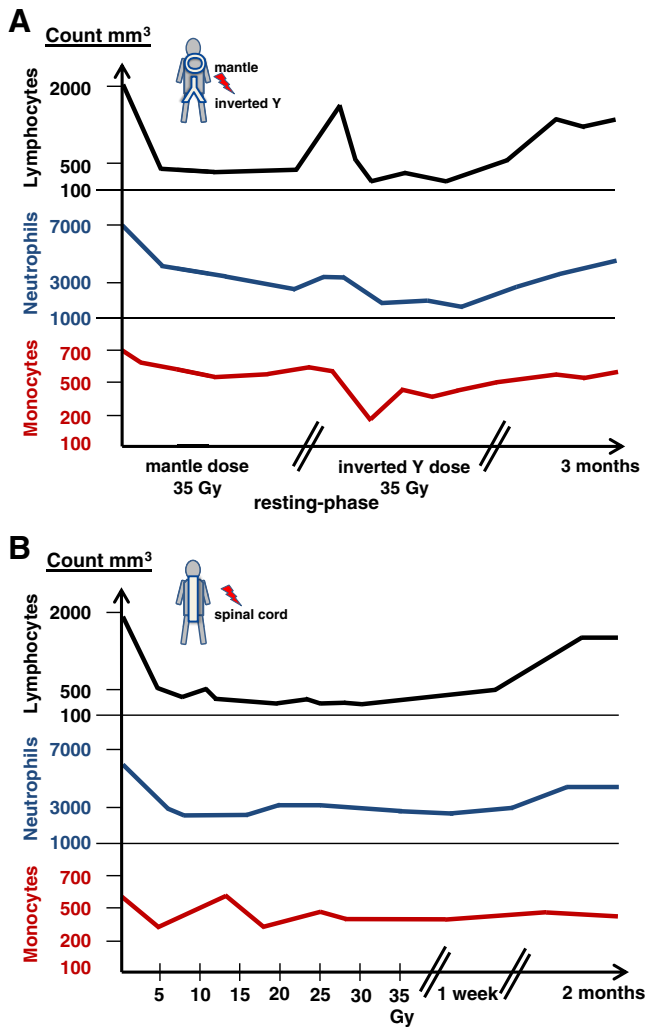 A
Count mm³
mantle
inverted Y
Lymphocytes
2000
500
100
Neutrophils
7000
3000
1000
Monocytes
700
500
200
100
mantle dose
35 Gy
inverted Y dose
35 Gy
3 months
resting-phase
B
Count mm³
spinal cord
Lymphocytes
2000
500
100
Neutrophils
7000
3000
1000
Monocytes
700
500
200
100
5 10 15 20 25 30 35 1 week 2 months
Gy